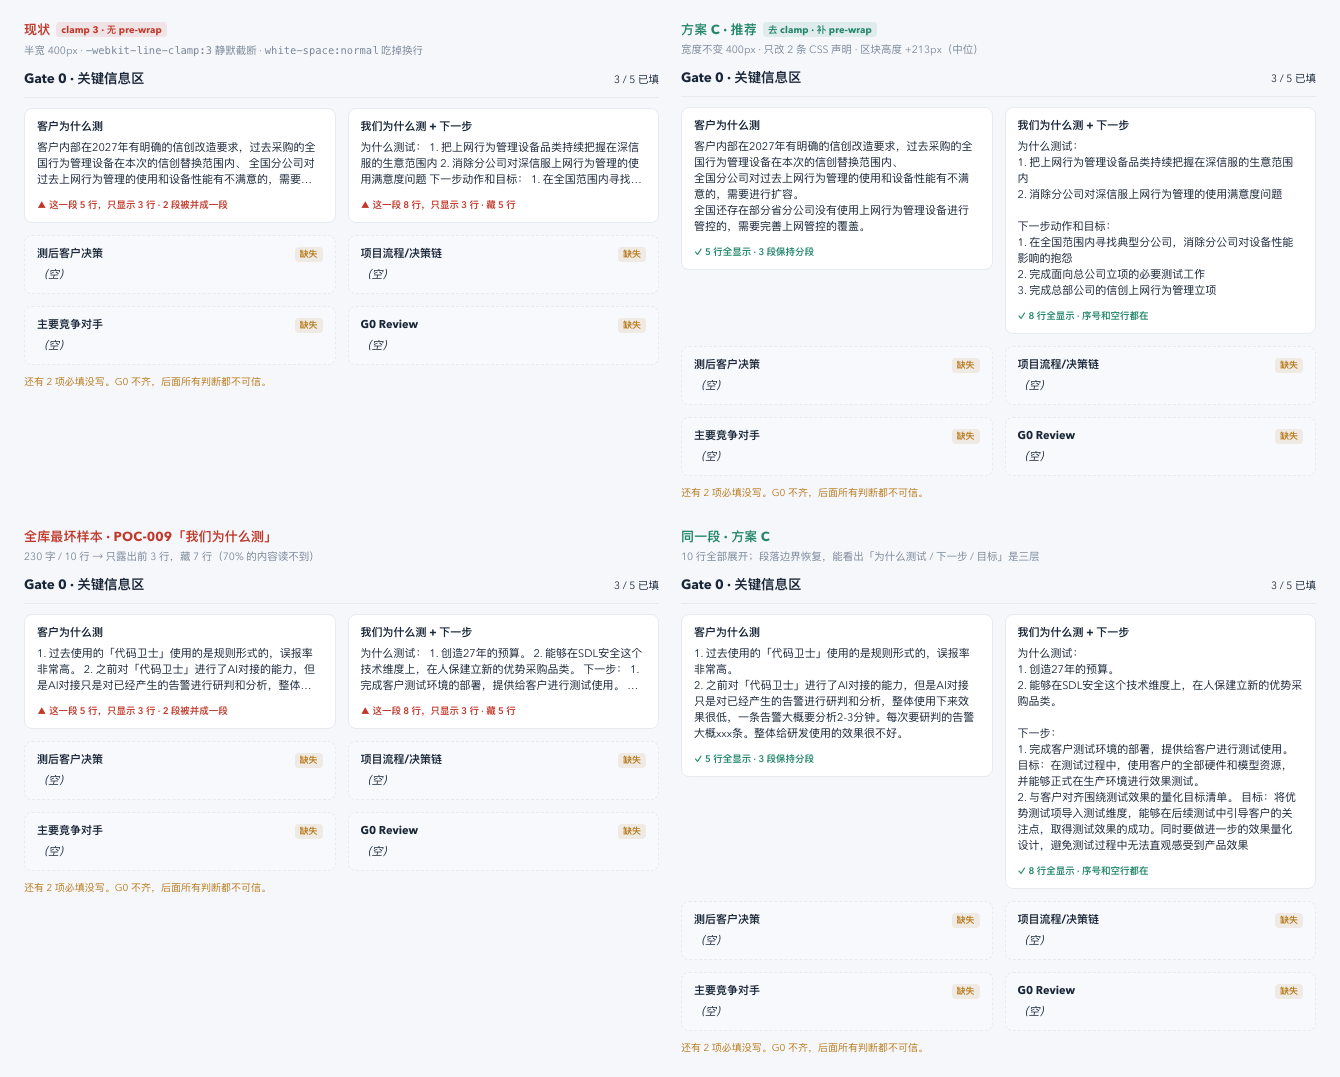 现状 clamp 3 · 无 pre-wrap
半宽 400px · -webkit-line-clamp:3 静默截断 · white-space:normal 吃掉换行
Gate 0 · 关键信息区 3 / 5 已填
客户为什么测
客户内部在2027年有明确的信创改造要求，过去采购的全
国行为管理设备在本次的信创替换范围内、 全国分公司对
过去上网行为管理的使用和设备性能有不满意的，需要...
▲ 这一段 5 行，只显示 3 行 · 2 段被并成一段
我们为什么测 + 下一步
为什么测试： 1. 把上网行为管理设备品类持续把握在深信
服的生意范围内 2. 消除分公司对深信服上网行为管理的使
用满意度问题 下一步动作和目标： 1. 在全国范围内寻找...
▲ 这一段 8 行，只显示 3 行 · 藏 5 行
测后客户决策 缺失
（空）
项目流程/决策链 缺失
（空）
主要竞争对手 缺失
（空）
G0 Review 缺失
（空）
还有 2 项必填没写。G0 不齐，后面所有判断都不可信。
方案 C · 推荐 去 clamp · 补 pre-wrap
宽度不变 400px · 只改 2 条 CSS 声明 · 区块高度 +213px（中位）
Gate 0 · 关键信息区 3 / 5 已填
客户为什么测
客户内部在2027年有明确的信创改造要求，过去采购的全
国行为管理设备在本次的信创替换范围内、
全国分公司对过去上网行为管理的使用和设备性能有不满
意的，需要进行扩容。
全国还存在部分省分公司没有使用上网行为管理设备进行
管控的，需要完善上网管控的覆盖。
✓ 5 行全显示 · 3 段保持分段
我们为什么测 + 下一步
为什么测试：
1. 把上网行为管理设备品类持续把握在深信服的生意范围
内
2. 消除分公司对深信服上网行为管理的使用满意度问题
下一步动作和目标：
1. 在全国范围内寻找典型分公司，消除分公司对设备性能
影响的抱怨
2. 完成面向总公司立项的必要测试工作
3. 完成总部公司的信创上网行为管理立项
✓ 8 行全显示 · 序号和空行都在
测后客户决策 缺失
（空）
项目流程/决策链 缺失
（空）
主要竞争对手 缺失
（空）
G0 Review 缺失
（空）
还有 2 项必填没写。G0 不齐，后面所有判断都不可信。
全库最坏样本 · POC-009「我们为什么测」
230 字 / 10 行 → 只露出前 3 行，藏 7 行（70% 的内容读不到）
Gate 0 · 关键信息区 3 / 5 已填
客户为什么测
1. 过去使用的「代码卫士」使用的是规则形式的，误报率
非常高。 2. 之前对「代码卫士」进行了AI对接的能力，但
是AI对接只是对已经产生的告警进行研判和分析，整体...
▲ 这一段 5 行，只显示 3 行 · 2 段被并成一段
我们为什么测 + 下一步
为什么测试： 1. 创造27年的预算。 2. 能够在SDL安全这个
技术维度上，在人保建立新的优势采购品类。 下一步： 1.
完成客户测试环境的部署，提供给客户进行测试使用。 ...
▲ 这一段 8 行，只显示 3 行 · 藏 5 行
测后客户决策 缺失
（空）
项目流程/决策链 缺失
（空）
主要竞争对手 缺失
（空）
G0 Review 缺失
（空）
还有 2 项必填没写。G0 不齐，后面所有判断都不可信。
同一段 · 方案 C
10 行全部展开；段落边界恢复，能看出「为什么测试 / 下一步 / 目标」是三层
Gate 0 · 关键信息区 3 / 5 已填
客户为什么测
1. 过去使用的「代码卫士」使用的是规则形式的，误报率
非常高。
2. 之前对「代码卫士」进行了AI对接的能力，但是AI对接
只是对已经产生的告警进行研判和分析，整体使用下来效
果很低，一条告警大概要分析2-3分钟。每次要研判的告警
大概xxx条。整体给研发使用的效果很不好。
✓ 5 行全显示 · 3 段保持分段
我们为什么测 + 下一步
为什么测试：
1. 创造27年的预算。
2. 能够在SDL安全这个技术维度上，在人保建立新的优势采
购品类。
下一步：
1. 完成客户测试环境的部署，提供给客户进行测试使用。
目标：在测试过程中，使用客户的全部硬件和模型资源，
并能够正式在生产环境进行效果测试。
2. 与客户对齐围绕测试效果的量化目标清单。 目标：将优
势测试项导入测试维度，能够在后续测试中引导客户的关
注点，取得测试效果的成功。同时要做进一步的效果量化
设计，避免测试过程中无法直观感受到产品效果
✓ 8 行全显示 · 序号和空行都在
测后客户决策 缺失
（空）
项目流程/决策链 缺失
（空）
主要竞争对手 缺失
（空）
G0 Review 缺失
（空）
还有 2 项必填没写。G0 不齐，后面所有判断都不可信。